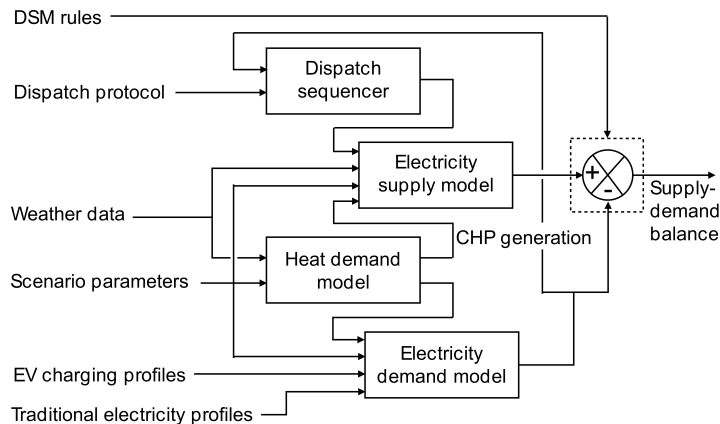 DSM rules
Dispatch protocol
Dispatch
sequencer
Electricity
supply model
+
-
Supply-
demand
balance
Weather data
CHP generation
Heat demand
model
Scenario parameters
Electricity
demand model
EV charging profiles
Traditional electricity profiles